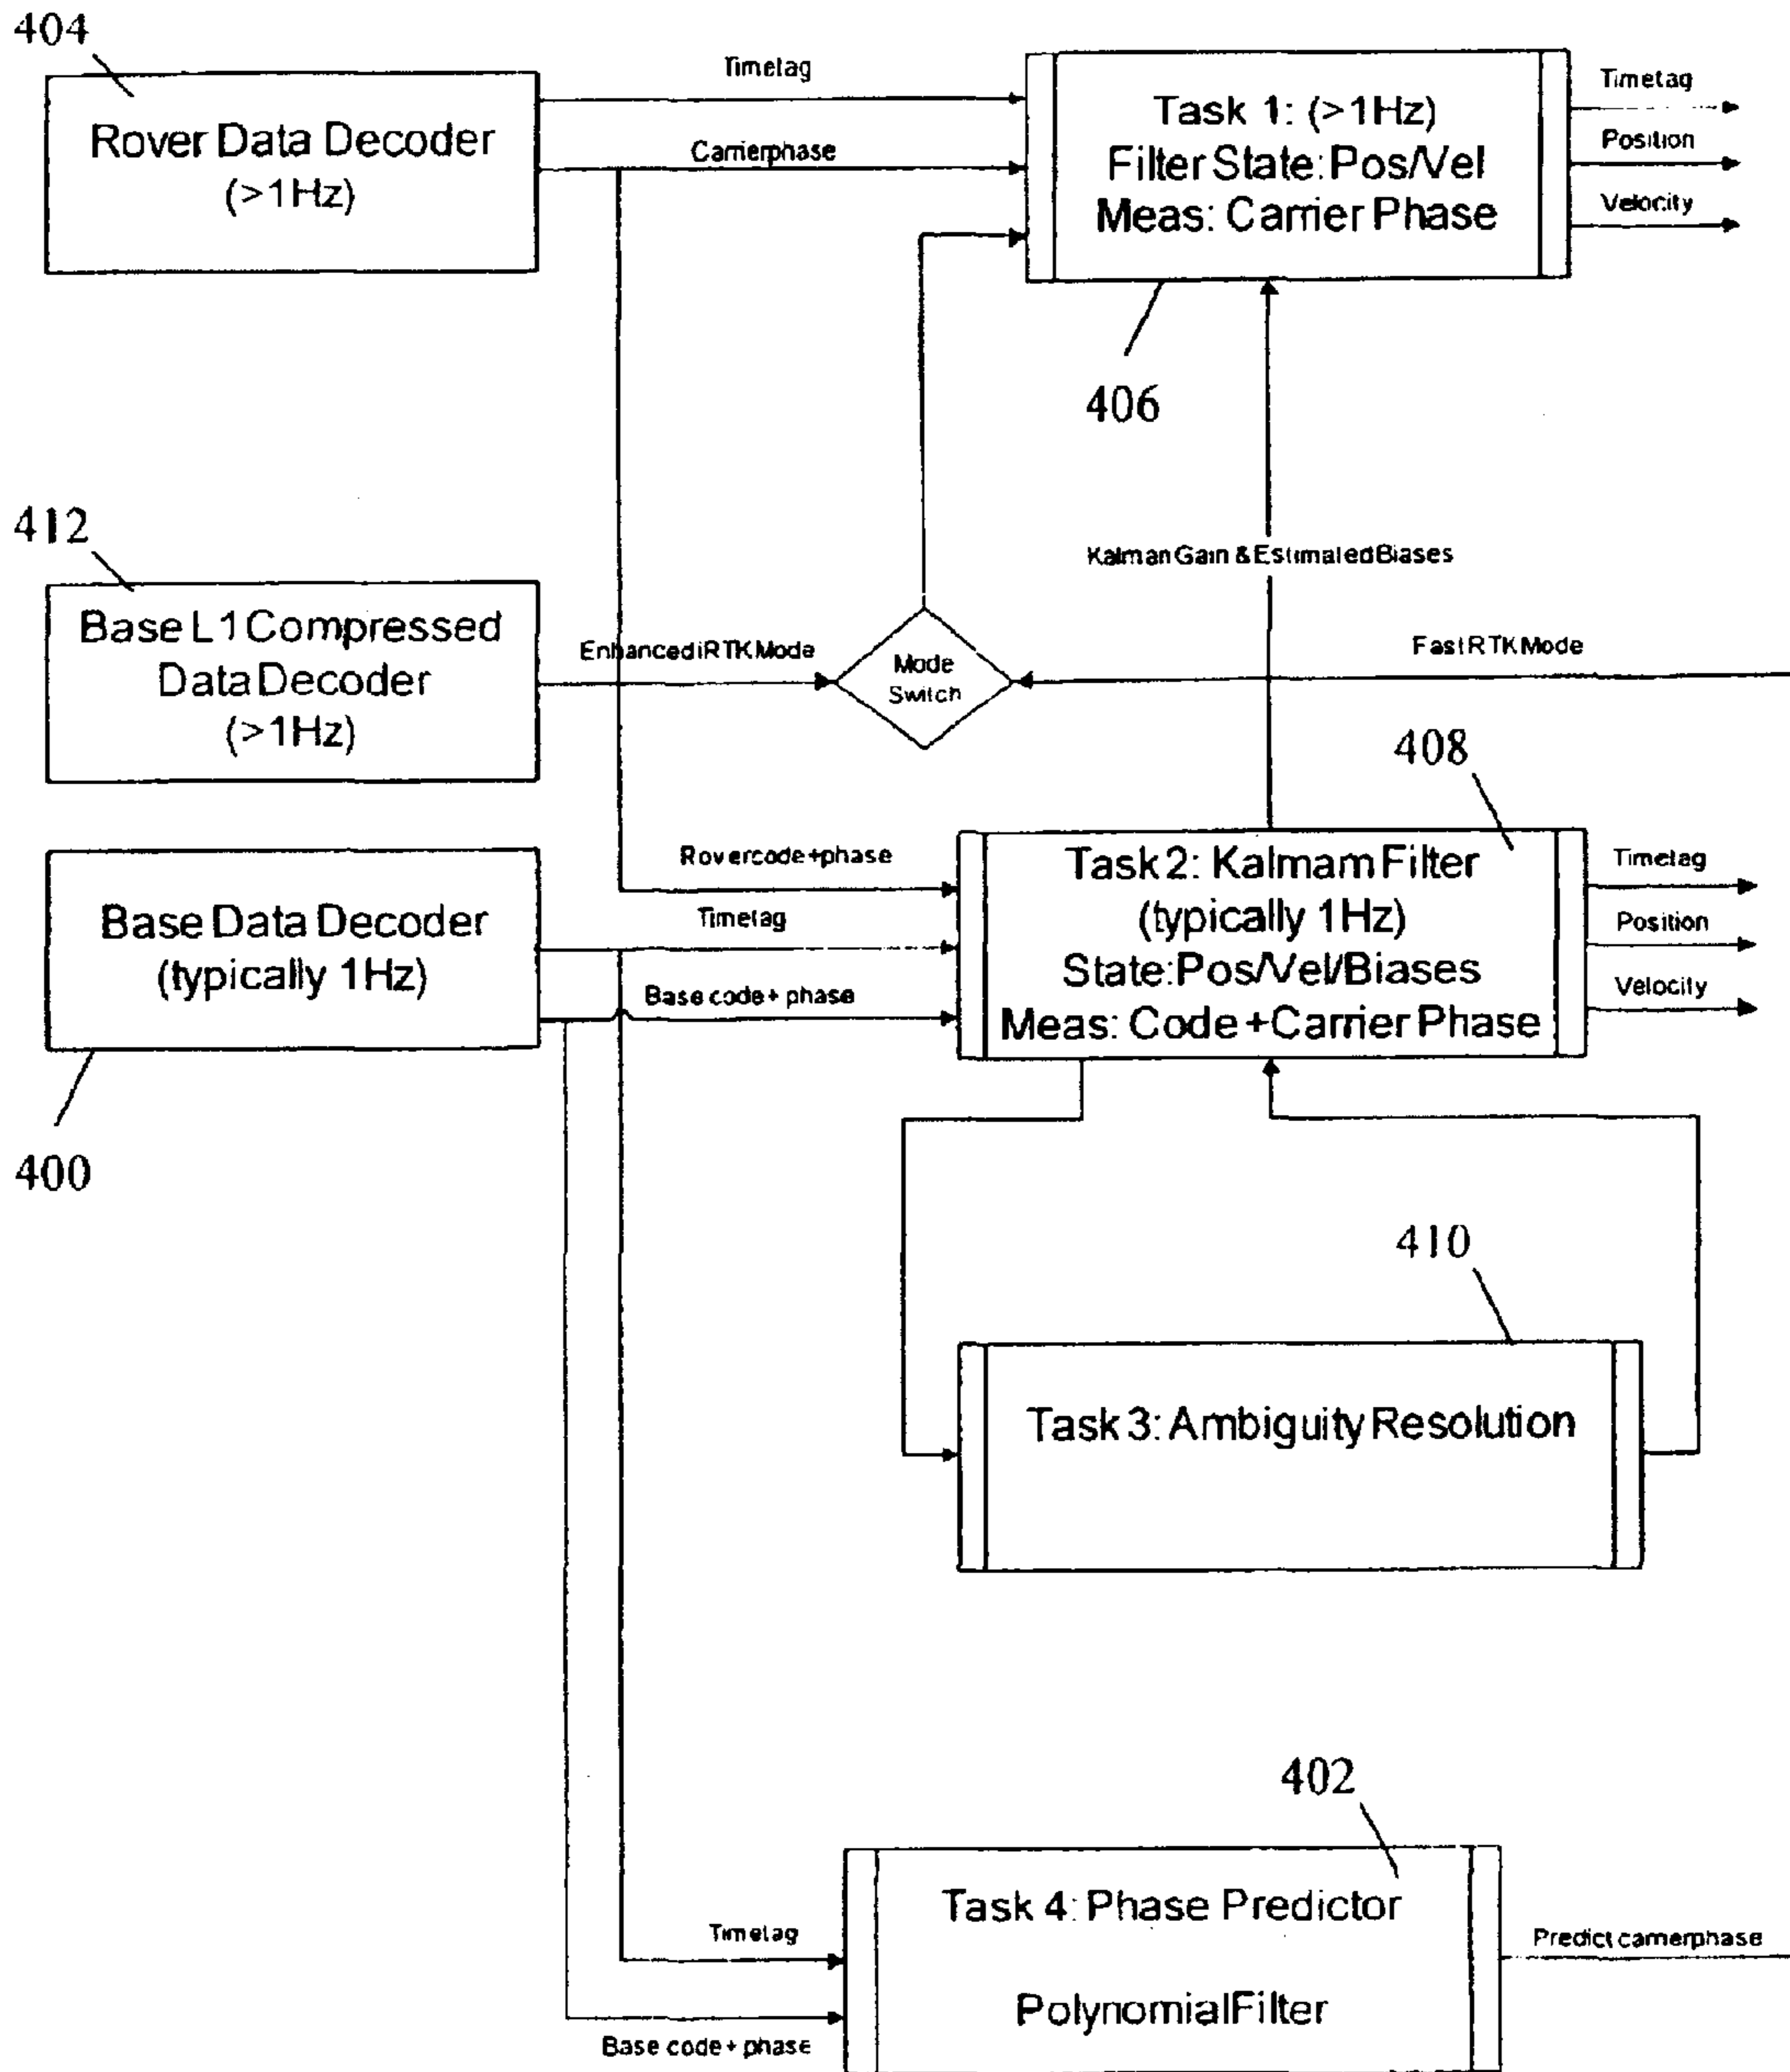 404
Rover Data Decoder
(>1Hz)
Timetag
Carrierphase
Task 1: (>1Hz)
Filter State: Pos/Vel
Meas: Carrier Phase
Timetag
Position
Velocity
406
412
Base L1 Compressed
Data Decoder
(>1Hz)
Enhanced iRTK Mode
Mode
Switch
Kalman Gain & Estimated Biases
Fast RTK Mode
408
Base Data Decoder
(typically 1Hz)
400
Rover code + phase
Timetag
Base code + phase
Task 2: Kalmam Filter
(typically 1Hz)
State: Pos/Vel/Biases
Meas: Code + Carrier Phase
Timetag
Position
Velocity
410
Task 3: Ambiguity Resolution
402
Timetag
Base code + phase
Task 4: Phase Predictor
Polynomial Filter
Predict carrierphase